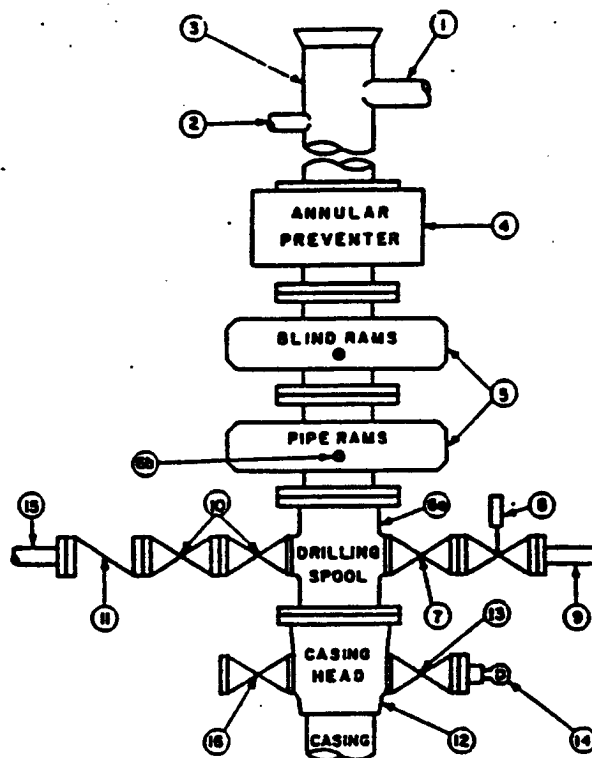 1
3
2
ANNULAR
PREVENTER
4
BLIND RAMS
5
PIPE RAMS
6b
6a
8
15
10
DRILLING
SPOOL
11
7
9
13
CASING
HEAD
16
12
14
CASING